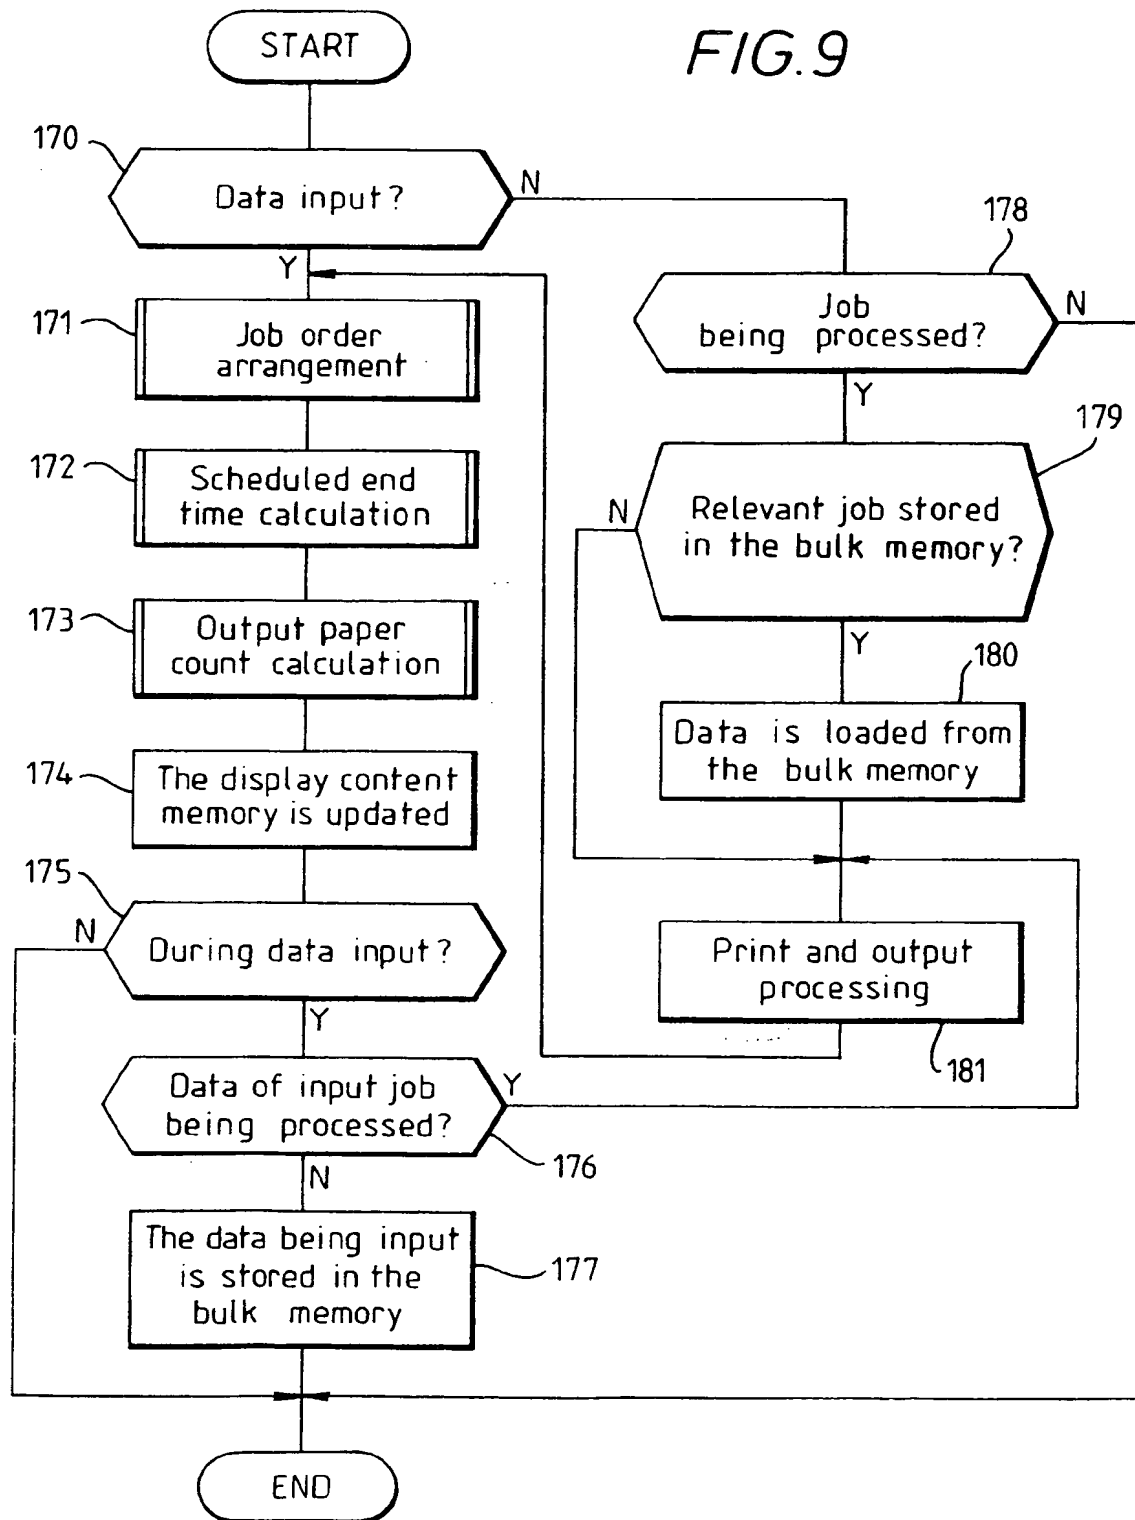 START
FIG.9
170
Data input?
N
Y
178
Job
being processed?
N
Y
171
Job order
arrangement
172
Scheduled end
time calculation
173
Output paper
count calculation
174
The display content
memory is updated
175
N
During data input?
Y
Data of input job
being processed?
Y
176
N
The data being input
is stored in the
bulk memory
177
END
179
N
Relevant job stored
in the bulk memory?
Y
180
Data is loaded from
the bulk memory
Print and output
processing
181